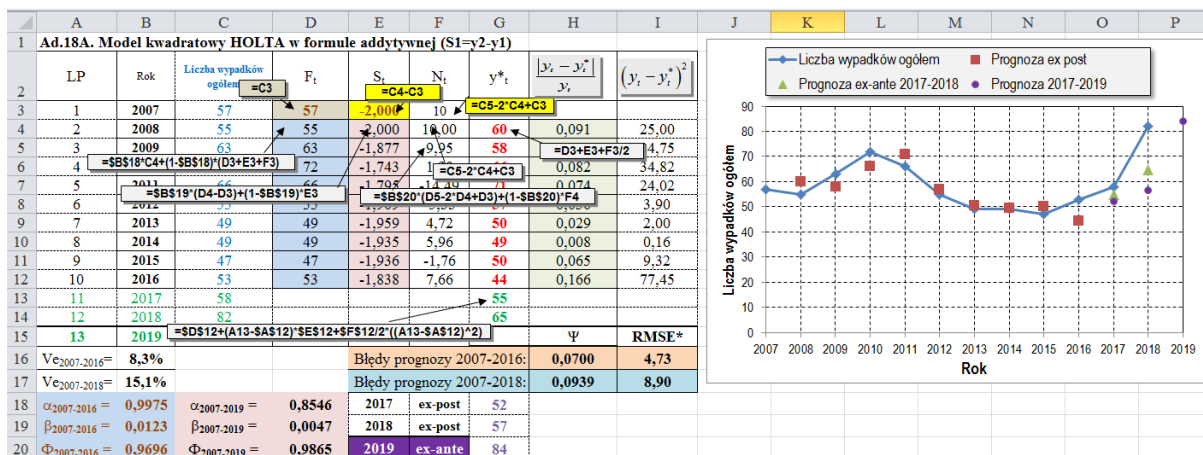 A B C D E F G H I J K L M N O P
1 Ad.18A. Model kwadratowy HOLTA w formule addytywnej (S1=y2-y1)
2 LP Rok Liczba wypadków ogółem Fₜ Sₜ Nₜ y*ₜ |yₜ − yₜ*| / yₜ (yₜ − yₜ*)²
=C3 =C4-C3
3 1 2007 57 57 -2,000 10 =C5-2*C4+C3
4 2 2008 55 55 -2,000 10,00 60 0,091 25,00
5 3 2009 63 63 -1,877 9,95 58 =D3+E3+F3/2 4,75
=$B$18*C4+(1-$B$18)*(D3+E3+F3)
6 4 72 -1,743 0,082 34,82
=C5-2*C4+C3
7 5 2011 66 66 -1,795 -14,49 71 0,074 24,02
=$B$19*(D4-D3)+(1-$B$19)*E3 =$B$20*(D5-2*D4+D3)+(1-$B$20)*F4
8 6 3,90
9 7 2013 49 49 -1,959 4,72 50 0,029 2,00
10 8 2014 49 49 -1,935 5,96 49 0,008 0,16
11 9 2015 47 47 -1,936 -1,76 50 0,065 9,32
12 10 2016 53 53 -1,838 7,66 44 0,166 77,45
13 11 2017 58 55
14 12 2018 82 65
=$D$12+(A13-$A$12)*$E$12+$F$12/2*((A13-$A$12)^2)
15 13 2019 Ψ RMSE*
16 Ve2007-2016= 8,3% Błędy prognozy 2007-2016: 0,0700 4,73
17 Ve2007-2018= 15,1% Błędy prognozy 2007-2018: 0,0939 8,90
18 α2007-2016 = 0,9975 α2007-2019 = 0,8546 2017 ex-post 52
19 β2007-2016 = 0,0123 β2007-2019 = 0,0047 2018 ex-post 57
20 Φ2007-2016 = 0,9696 Φ2007-2019 = 0,9865 2019 ex-ante 84
Liczba wypadków ogółem Prognoza ex post
Prognoza ex-ante 2017-2018 Prognoza 2017-2019
Liczba wypadków ogółem
90
80
70
60
50
40
30
20
10
0
2007 2008 2009 2010 2011 2012 2013 2014 2015 2016 2017 2018 2019
Rok